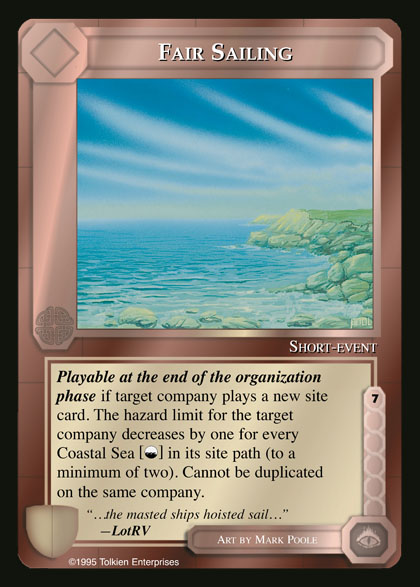 FAIR SAILING
SHORT-EVENT
Playable at the end of the organization
phase if target company plays a new site
card. The hazard limit for the target
company decreases by one for every
Coastal Sea [] in its site path (to a
minimum of two). Cannot be duplicated
on the same company.
7
“…the masted ships hoisted sail…”
—LotRV
ART BY MARK POOLE
©1995 Tolkien Enterprises